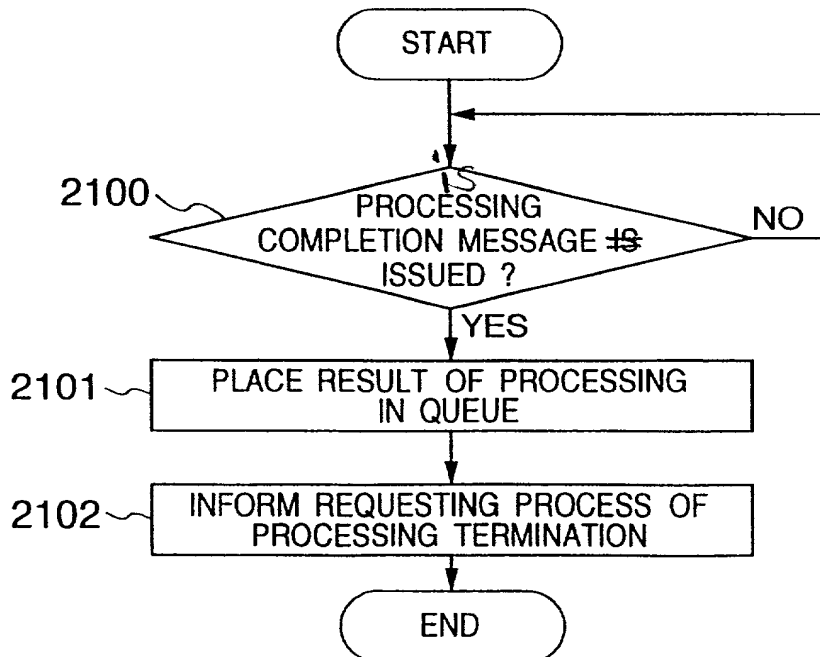 START
is
2100
PROCESSING
COMPLETION MESSAGE IS
NO
ISSUED ?
YES
2101
PLACE RESULT OF PROCESSING
IN QUEUE
2102
INFORM REQUESTING PROCESS OF
PROCESSING TERMINATION
END